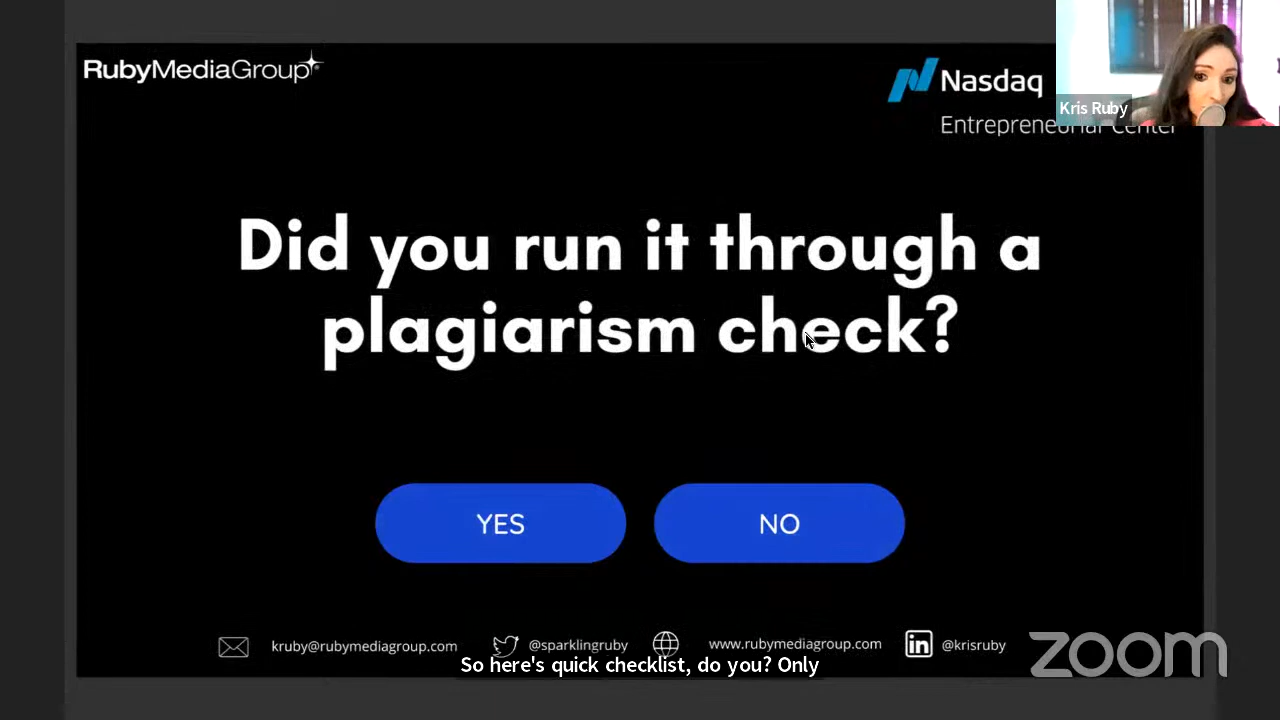 RubyMediaGroup
Nasdaq
Entrepreneurial Center
Kris Ruby
Did you run it through a
plagiarism check?
YES
NO
kruby@rubymediagroup.com
@sparklingruby
www.rubymediagroup.com
@krisruby
So here's quick checklist, do you? Only
zoom